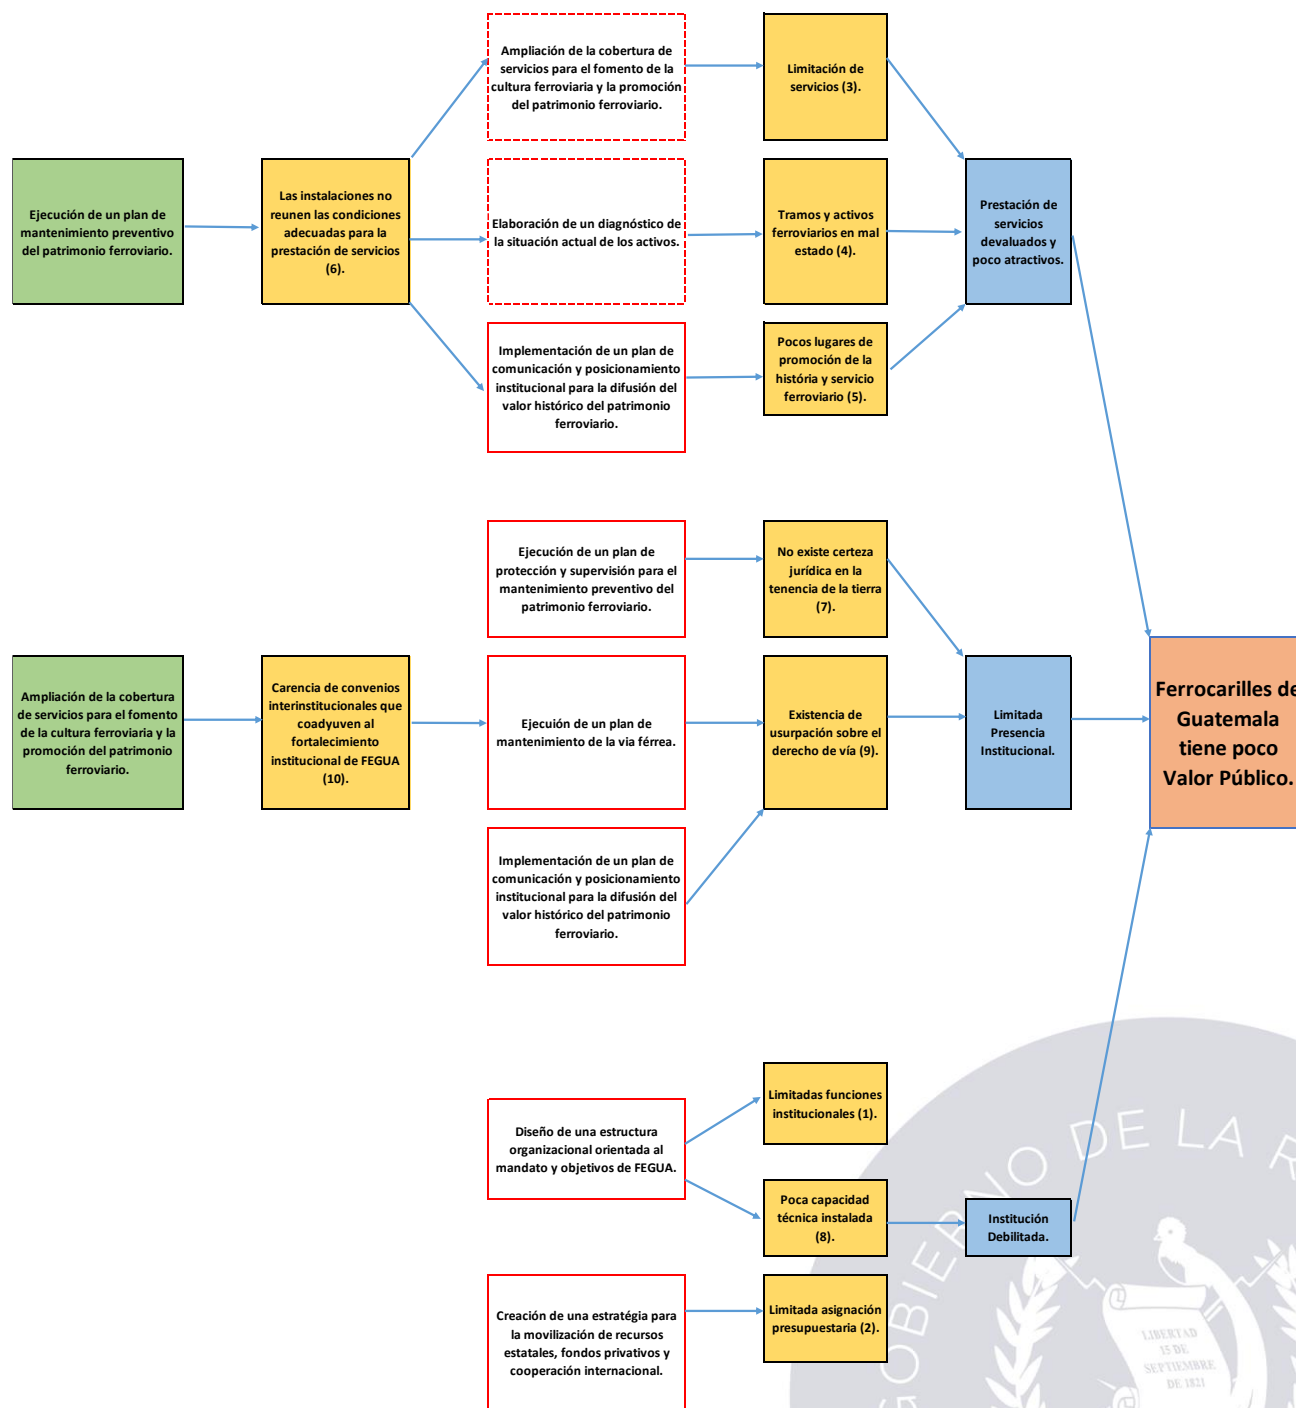 Ampliación de la cobertura de
servicios para el fomento de la
cultura ferroviaria y la promoción
del patrimonio ferroviario.
Limitación de
servicios (3).
Ejecución de un plan de
mantenimiento preventivo
del patrimonio ferroviario.
Las instalaciones no
reunen las condiciones
adecuadas para la
prestación de servicios
(6).
Elaboración de un diagnóstico de
la situación actual de los activos.
Tramos y activos
ferroviarios en mal
estado (4).
Prestación de
servicios
devaluados y
poco atractivos.
Implementación de un plan de
comunicación y posicionamiento
institucional para la difusión del
valor histórico del patrimonio
ferroviario.
Pocos lugares de
promoción de la
história y servicio
ferroviario (5).
Ejecución de un plan de
protección y supervisión para el
mantenimiento preventivo del
patrimonio ferroviario.
No existe certeza
jurídica en la
tenencia de la tierra
(7).
Ampliación de la cobertura
de servicios para el fomento
de la cultura ferroviaria y la
promoción del patrimonio
ferroviario.
Carencia de convenios
interinstitucionales que
coadyuven al
fortalecimiento
institucional de FEGUA
(10).
Ejecuión de un plan de
mantenimiento de la via férrea.
Existencia de
usurpación sobre el
derecho de vía (9).
Limitada
Presencia
Institucional.
Ferrocarilles de
Guatemala
tiene poco
Valor Público.
Implementación de un plan de
comunicación y posicionamiento
institucional para la difusión del
valor histórico del patrimonio
ferroviario.
Diseño de una estructura
organizacional orientada al
mandato y objetivos de FEGUA.
Limitadas funciones
institucionales (1).
Poca capacidad
técnica instalada
(8).
Institución
Debilitada.
Creación de una estratégia para
la movilización de recursos
estatales, fondos privativos y
cooperación internacional.
Limitada asignación
presupuestaria (2).
GOBIERNO DE LA R
LIBERTAD
15 DE
SEPTIEMBRE
DE 1821